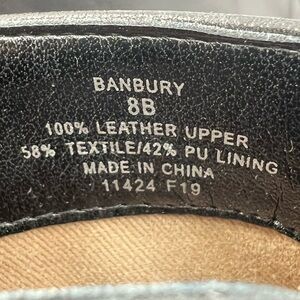 BANBURY
8B
100% LEATHER UPPER
58% TEXTILE/42% PU LINING
MADE IN CHINA
11424 F19